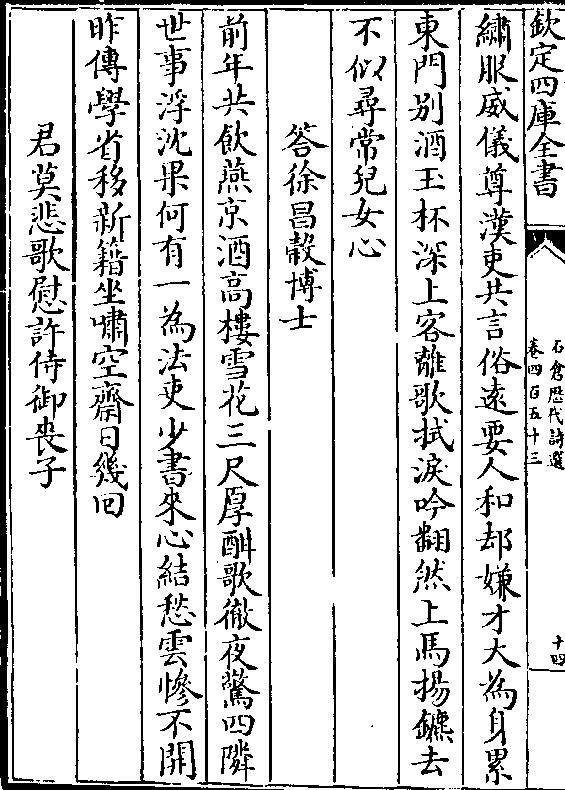 欽定四庫全書
石倉歷代詩選
卷四百五十三
十四
繡服威儀尊漢吏共言俗遠要人和却嫌才大為身累
東門别酒玉杯深上客離歌拭淚吟翻然上馬揚鑣去
不似尋常兒女心
答徐昌榖博士
前年共飲燕京酒高樓雪花三尺厚酣歌徹夜驚四隣
世事浮沈果何有一為法吏少書來心結愁雲慘不開
昨傳學省移新籍坐嘯空齋日幾回
君莫悲歌慰許侍御喪子